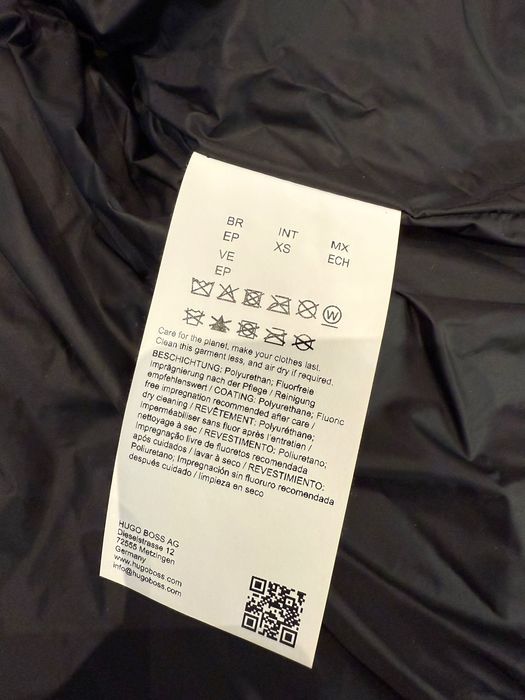 BR INT MX
EP XS ECH
VE
EP
W
Care for the planet, make your clothes last.
Clean this garment less, and air dry if required.
BESCHICHTUNG: Polyurethan; Fluorfreie
Imprägnierung nach der Pflege / Reinigung
empfehlenswert / COATING: Polyurethane; Fluoric
free impregnation recommended after care /
dry cleaning / REVÊTEMENT: Polyuréthane;
Imperméabiliser sans fluor après l'entretien /
nettoyage à sec / REVESTIMENTO: Poliuretano;
Impregnação livre de fluoretos recomendada
após cuidados / lavar à seco / REVESTIMIENTO:
Poliuretano; Impregnación sin fluoruro recomendada
después cuidado / limpieza en seco
HUGO BOSS AG
Dieselstrasse 12
72555 Metzingen
Germany
www.hugoboss.com
info@hugoboss.com